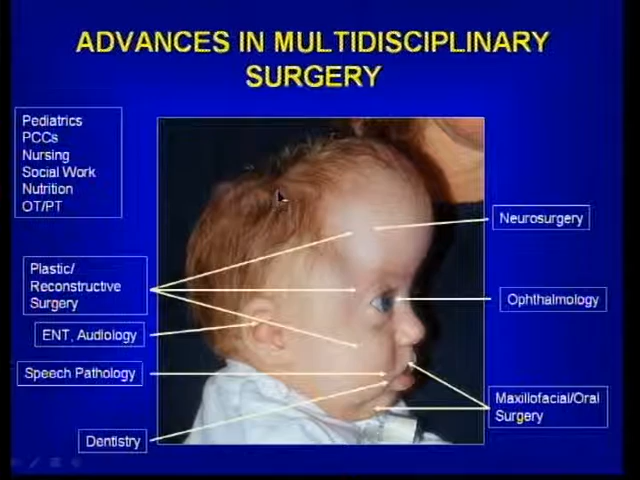 ADVANCES IN MULTIDISCIPLINARY
SURGERY
Pediatrics
PCCs
Nursing
Social Work
Nutrition
OT/PT
Neurosurgery
Plastic/
Reconstructive
Surgery
Ophthalmology
ENT, Audiology
Speech Pathology
Maxillofacial/Oral
Surgery
Dentistry